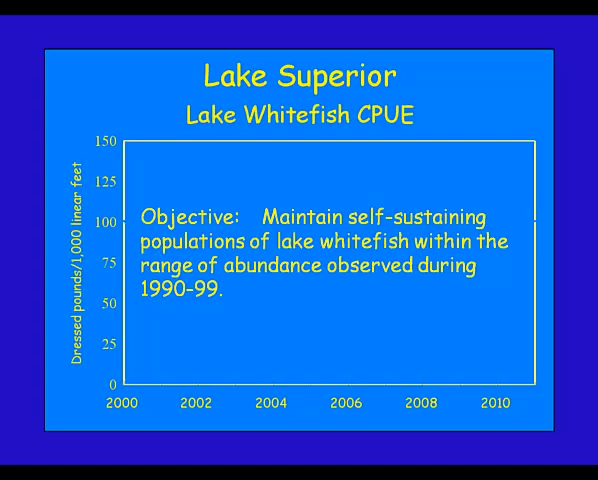 Lake Superior
Lake Whitefish CPUE
150
125
100
75
50
25
0
Dressed pounds/1,000 linear feet
Objective: Maintain self-sustaining
populations of lake whitefish within the
range of abundance observed during
1990-99.
2000 2002 2004 2006 2008 2010